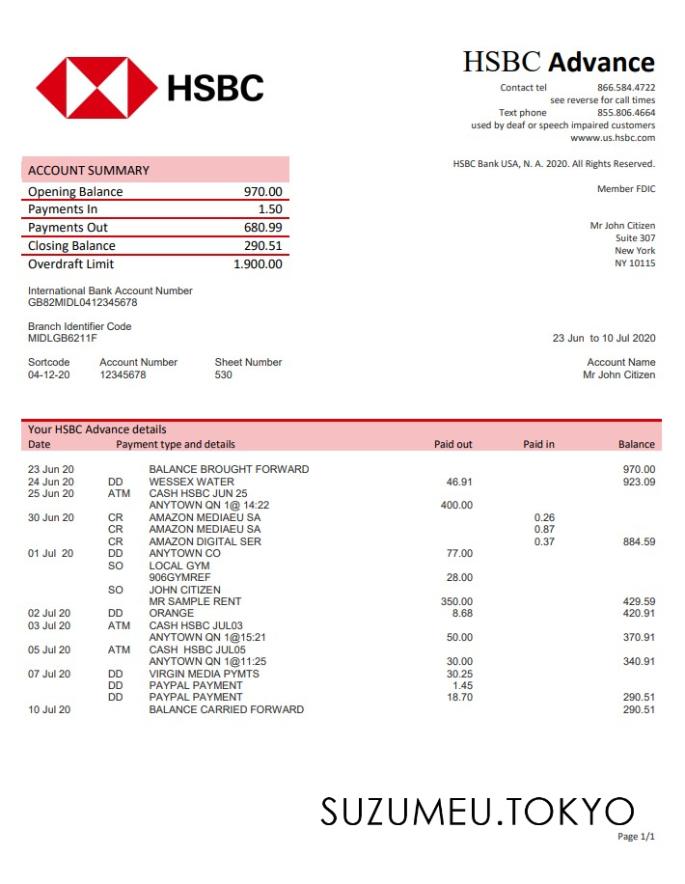 HSBC
HSBC Advance
Contact tel 866.584.4722
see reverse for call times
Text phone 855.806.4664
used by deaf or speech impaired customers
wwww.us.hsbc.com
HSBC Bank USA, N. A. 2020. All Rights Reserved.
Member FDIC
ACCOUNT SUMMARY
Opening Balance 970.00
Payments In 1.50
Payments Out 680.99
Closing Balance 290.51
Overdraft Limit 1.900.00
Mr John Citizen
Suite 307
New York
NY 10115
International Bank Account Number
GB82MIDL0412345678
Branch Identifier Code
MIDLGB6211F
23 Jun to 10 Jul 2020
Sortcode Account Number Sheet Number Account Name
04-12-20 12345678 530 Mr John Citizen
Your HSBC Advance details
Date Payment type and details Paid out Paid in Balance
23 Jun 20 BALANCE BROUGHT FORWARD 970.00
24 Jun 20 DD WESSEX WATER 46.91 923.09
25 Jun 20 ATM CASH HSBC JUN 25
ANYTOWN QN 1@ 14:22 400.00
30 Jun 20 CR AMAZON MEDIAEU SA 0.26
CR AMAZON MEDIAEU SA 0.87
CR AMAZON DIGITAL SER 0.37 884.59
01 Jul 20 DD ANYTOWN CO 77.00
SO LOCAL GYM
906GYMREF 28.00
SO JOHN CITIZEN
MR SAMPLE RENT 350.00 429.59
02 Jul 20 DD ORANGE 8.68 420.91
03 Jul 20 ATM CASH HSBC JUL03
ANYTOWN QN 1@15:21 50.00 370.91
05 Jul 20 ATM CASH HSBC JUL05
ANYTOWN QN 1@11:25 30.00 340.91
07 Jul 20 DD VIRGIN MEDIA PYMTS 30.25
DD PAYPAL PAYMENT 1.45
DD PAYPAL PAYMENT 18.70 290.51
10 Jul 20 BALANCE CARRIED FORWARD 290.51
SUZUMEU.TOKYO
Page 1/1